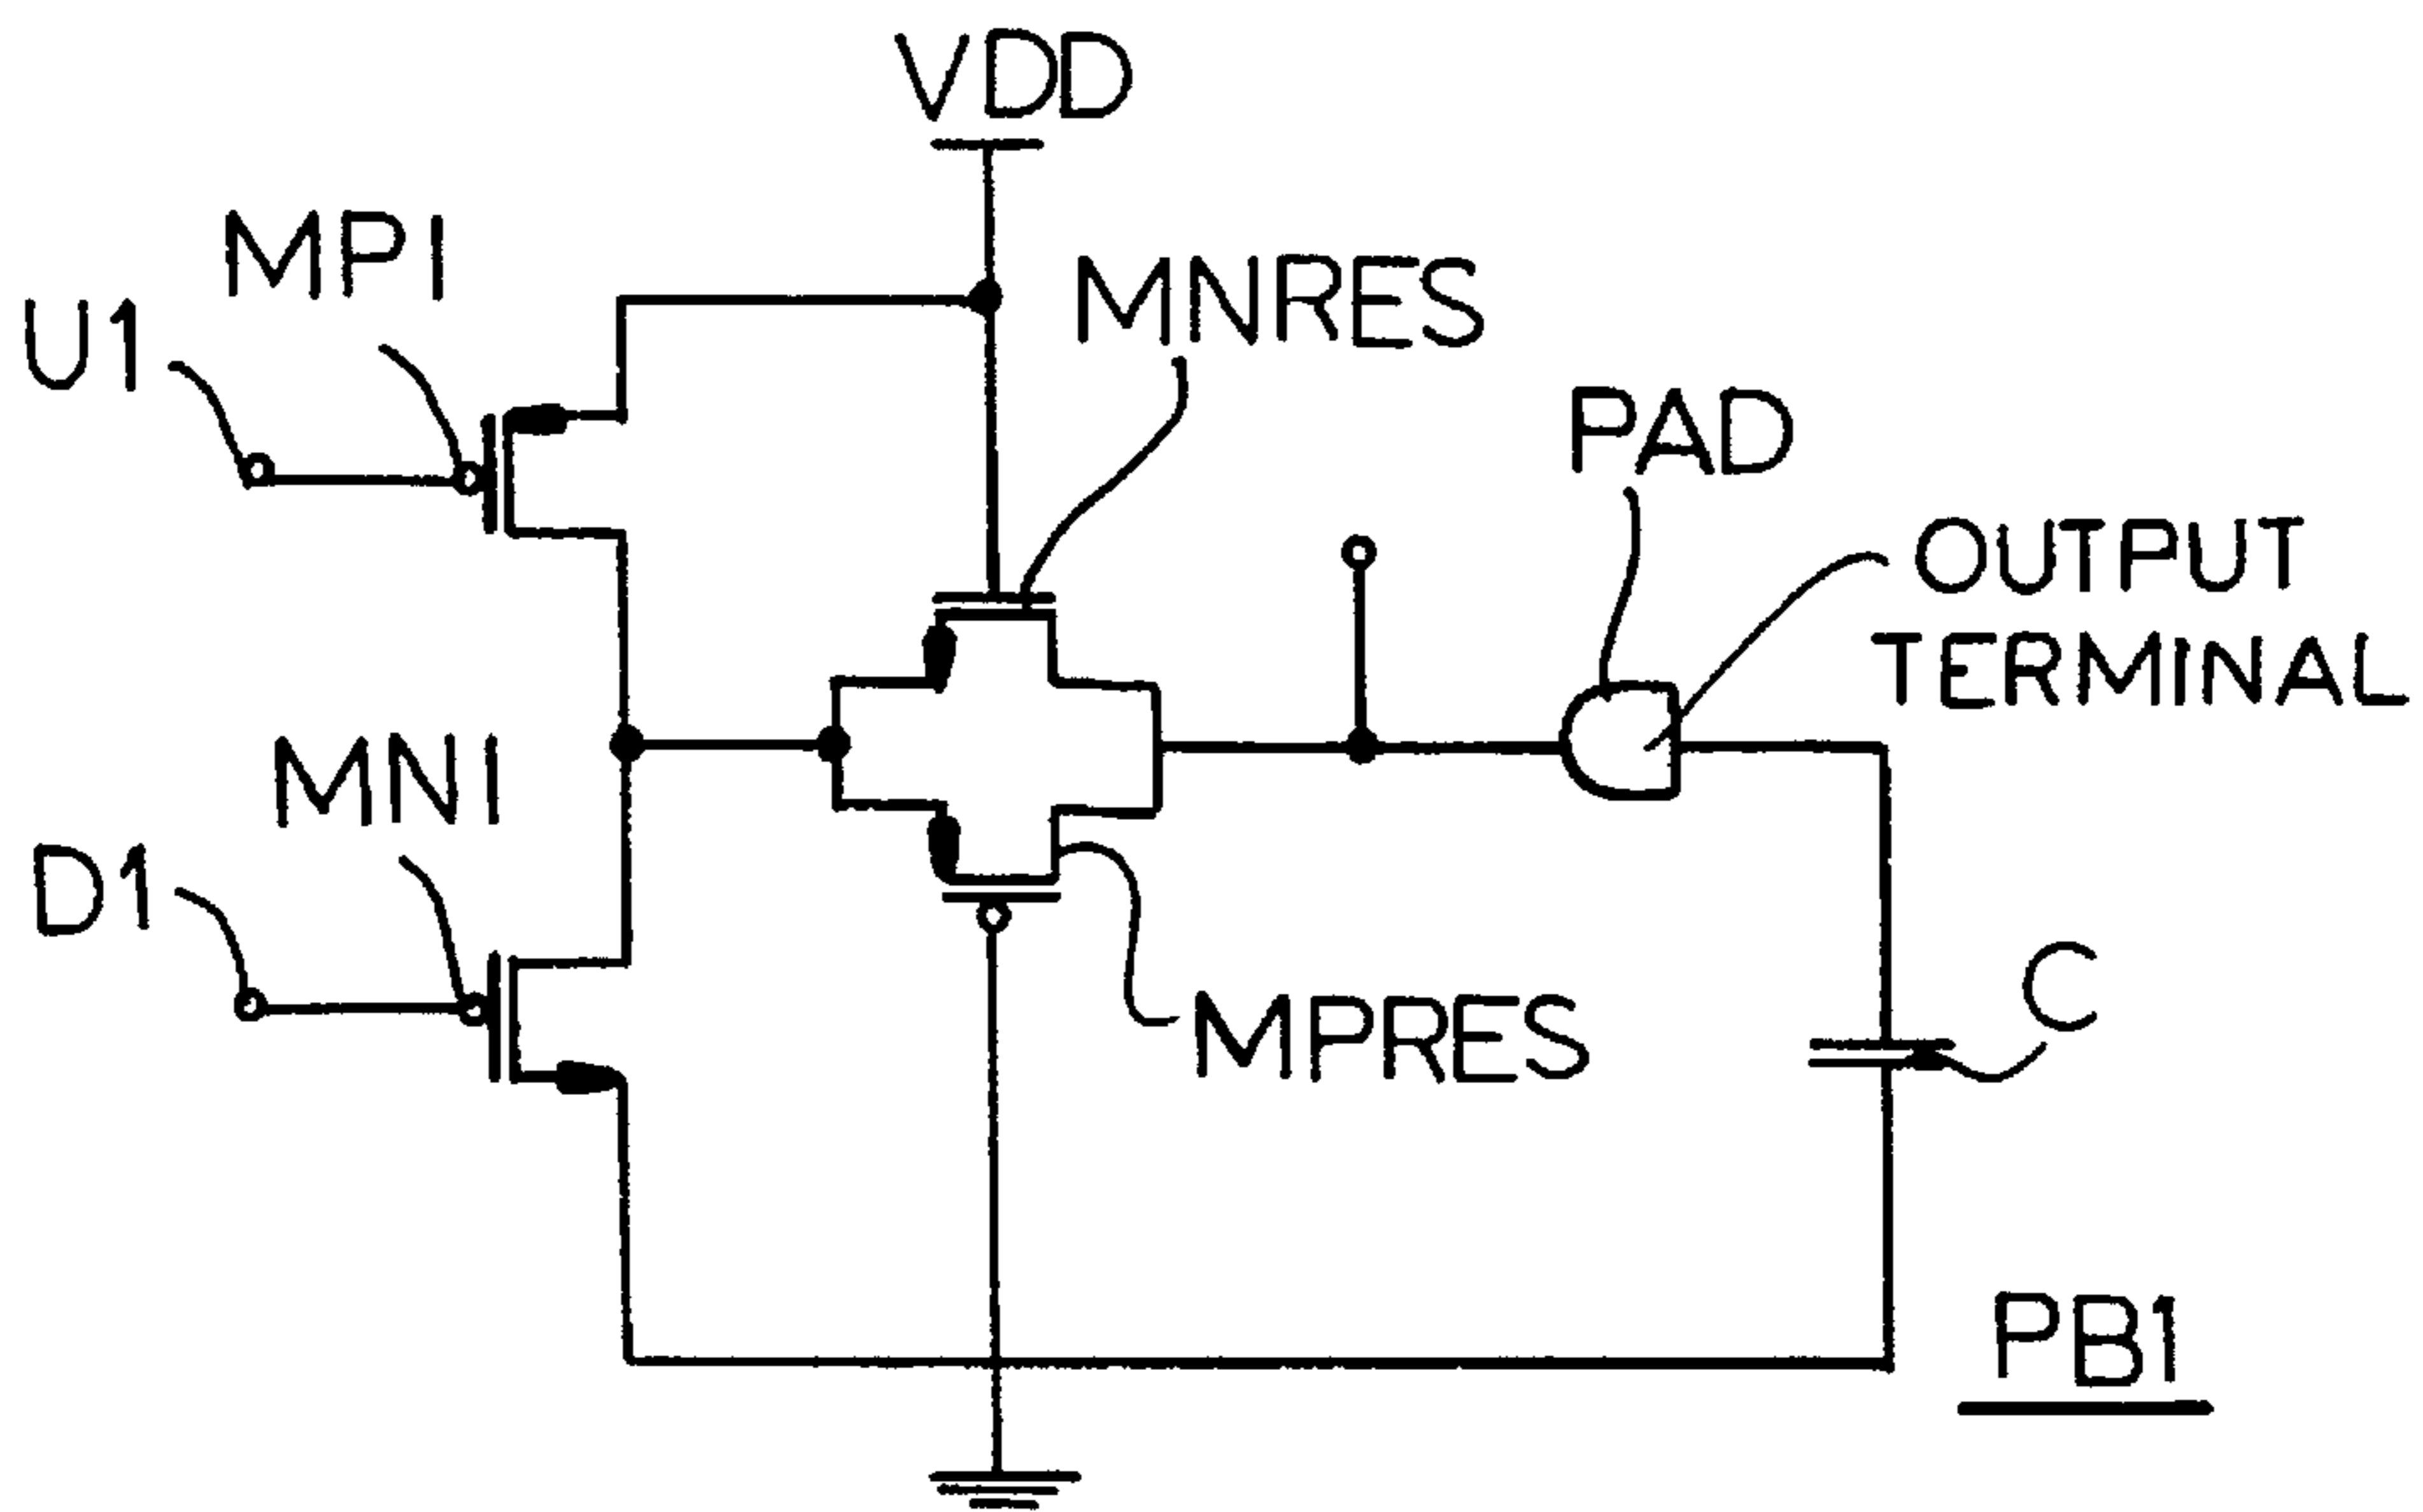 VDD
MP1
U1
MNRES
PAD
OUTPUT
TERMINAL
MN1
D1
MPRES
C
PB1